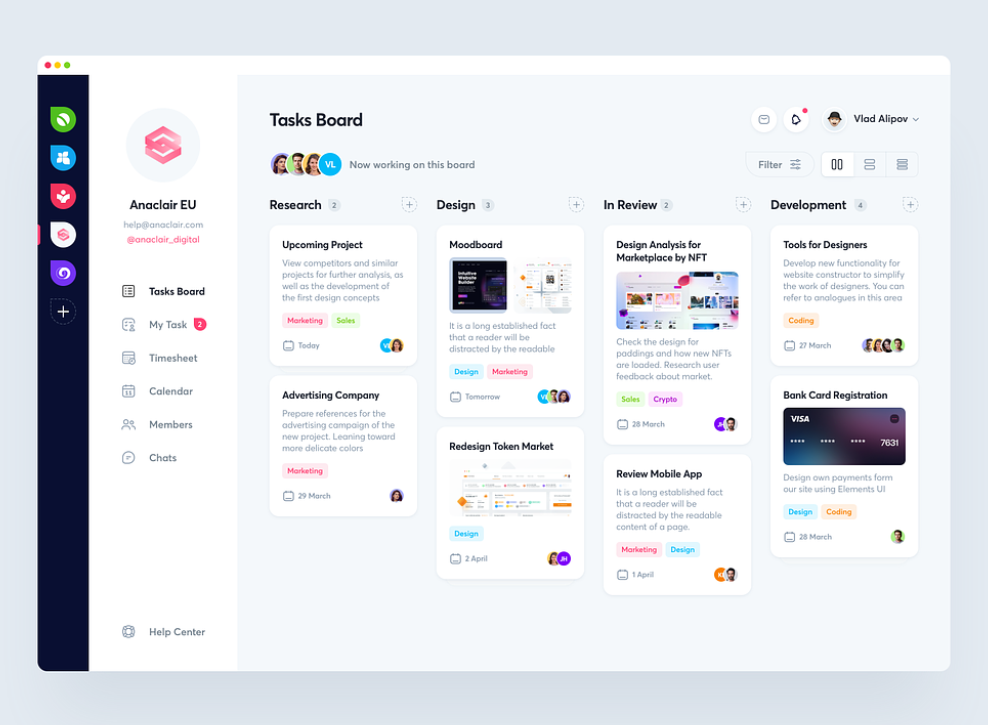 Tasks Board
Vlad Alipov
VL
Now working on this board
Filter
Anaclair EU
help@anaclair.com
@anaclair_digital
Tasks Board
My Task 2
Timesheet
Calendar
Members
Chats
Help Center
Research 2
Upcoming Project
View competitors and similar
projects for further analysis, as
well as the development of
the first design concepts
Marketing Sales
Today
Advertising Company
Prepare references for the
advertising campaign of the
new project. Leaning toward
more delicate colors
Marketing
29 March
Design 3
Moodboard
Intuitive
Website
Builder
It is a long established fact
that a reader will be
distracted by the readable
Design Marketing
Tomorrow
Redesign Token Market
Design
2 April
JH
In Review 2
Design Analysis for
Marketplace by NFT
Check the design for
paddings and how new NFTs
are loaded. Research user
feedback about market.
Sales Crypto
28 March
Review Mobile App
It is a long established fact
that a reader will be
distracted by the readable
content of a page.
Marketing Design
1 April
Development 4
Tools for Designers
Develop new functionality for
website constructor to simplify
the work of designers. You can
refer to analogues in this area
Coding
27 March
Bank Card Registration
VISA
**** **** **** 7631
Design own payments form
our site using Elements UI
Design Coding
28 March